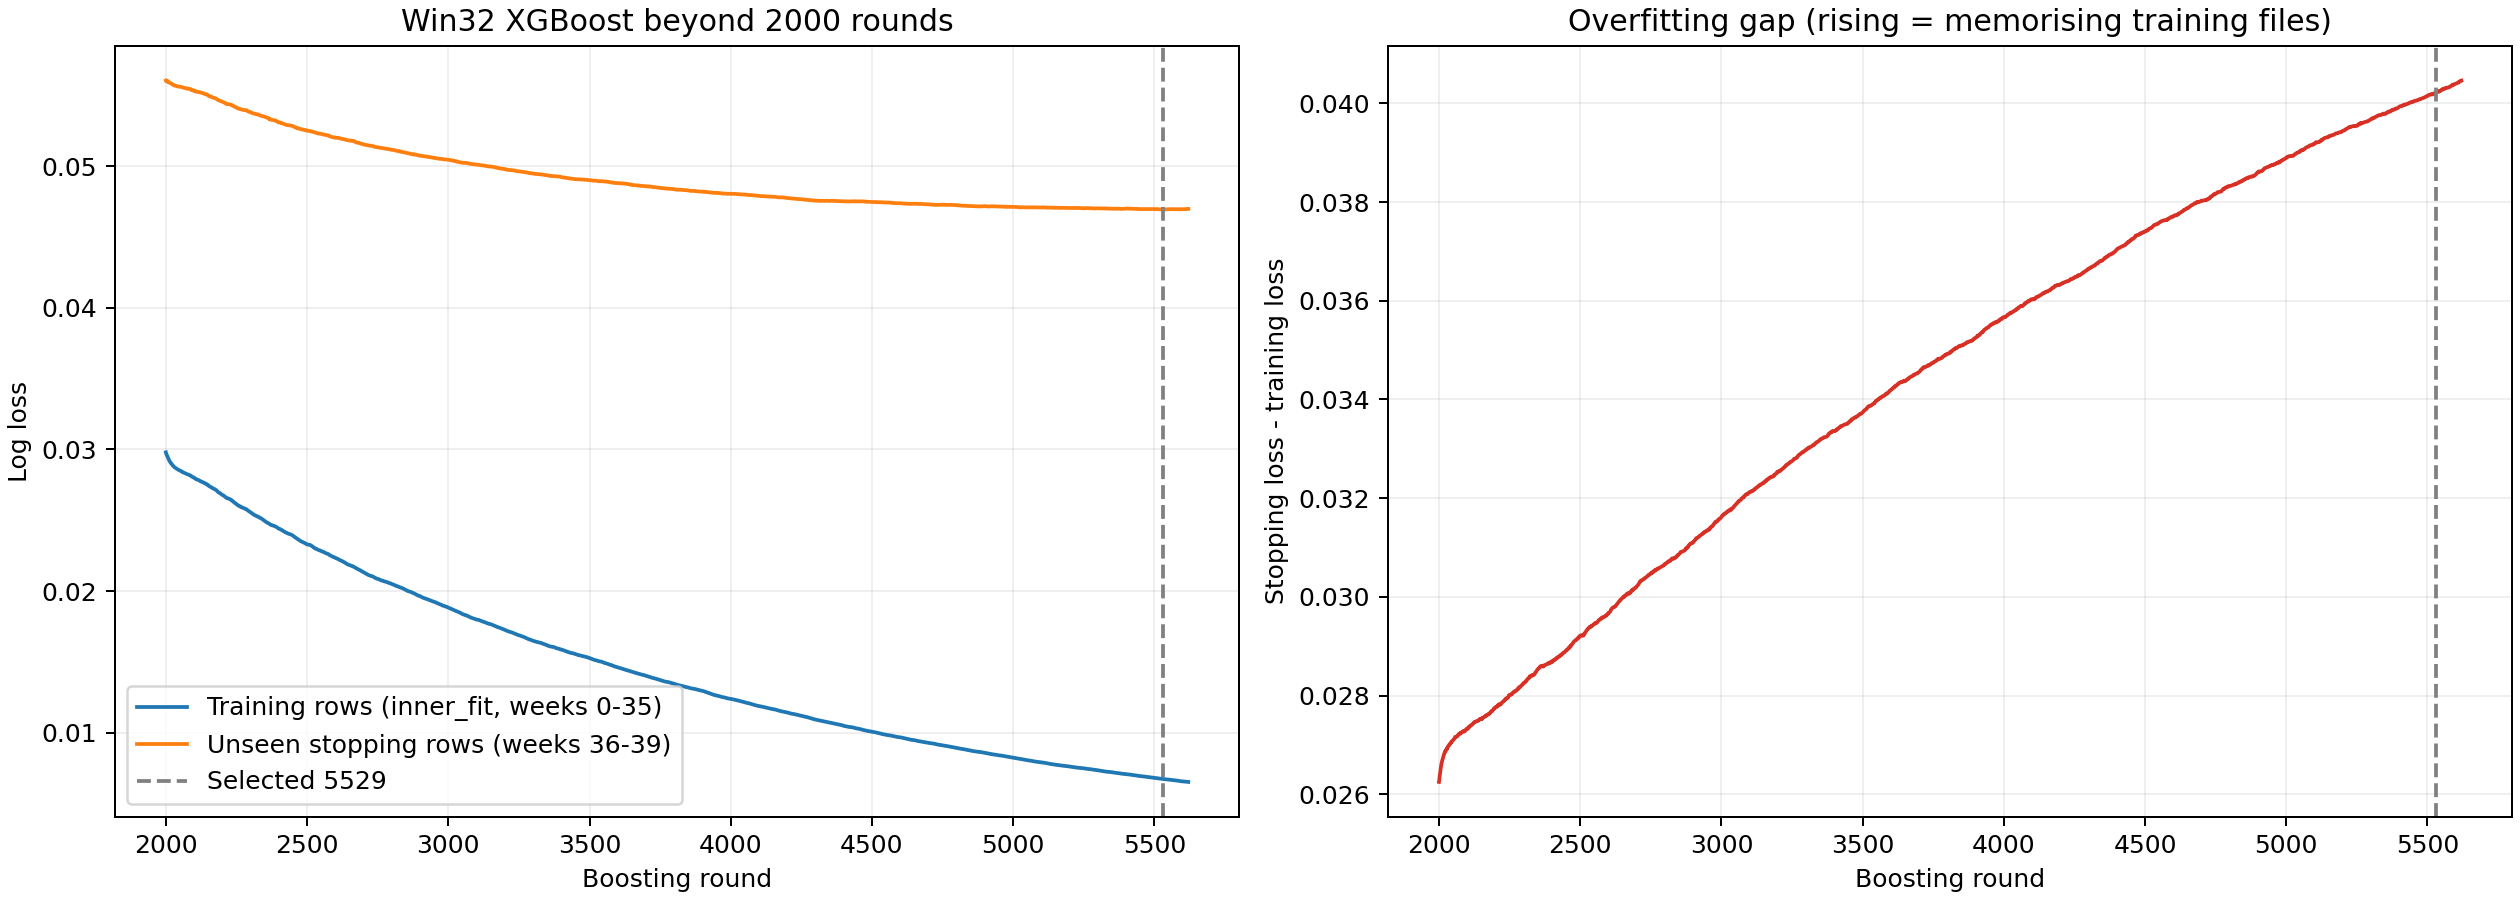 Win32 XGBoost beyond 2000 rounds
Log loss
0.05
0.04
0.03
0.02
0.01
Training rows (inner_fit, weeks 0-35)
Unseen stopping rows (weeks 36-39)
Selected 5529
2000 2500 3000 3500 4000 4500 5000 5500
Boosting round
Overfitting gap (rising = memorising training files)
Stopping loss - training loss
0.040
0.038
0.036
0.034
0.032
0.030
0.028
0.026
2000 2500 3000 3500 4000 4500 5000 5500
Boosting round